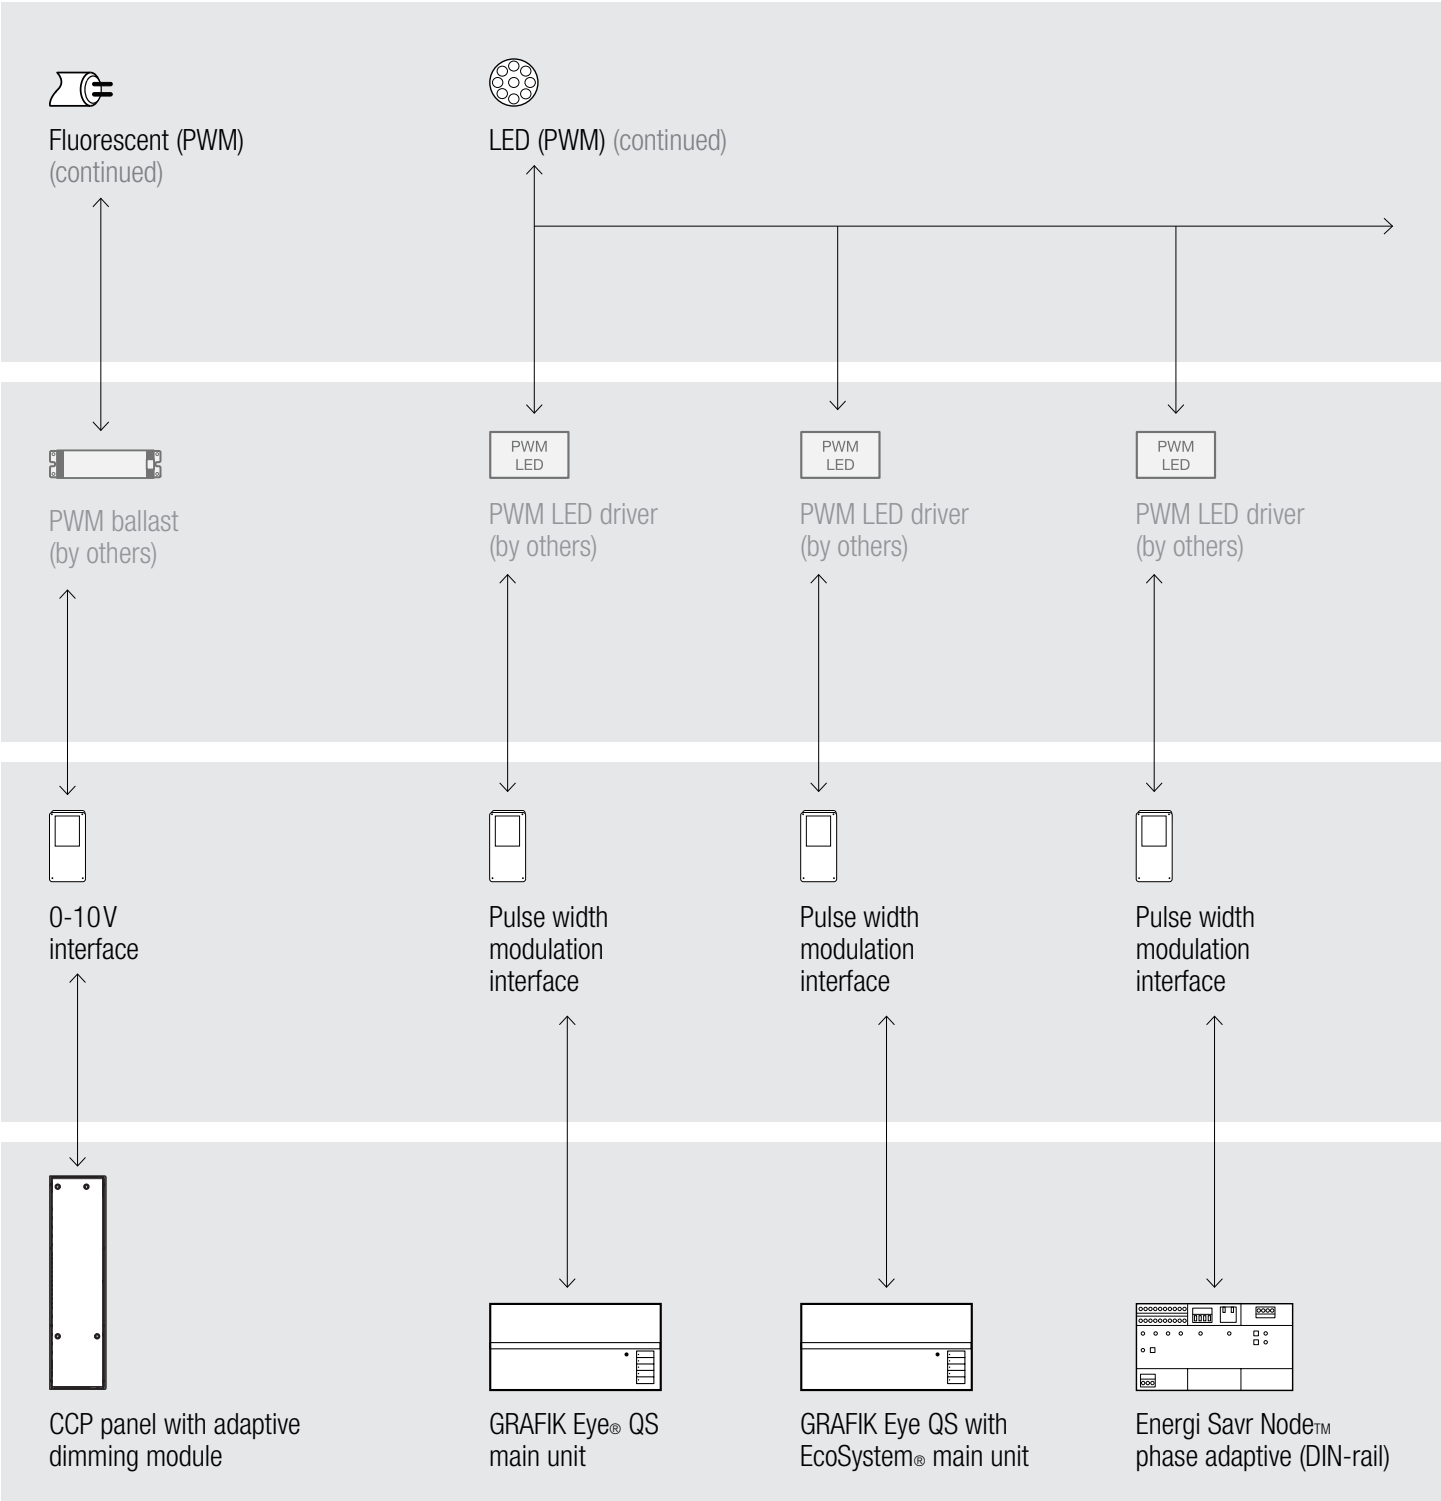 Fluorescent (PWM)
(continued)
LED (PWM) (continued)
PWM
LED
PWM
LED
PWM
LED
PWM ballast
(by others)
PWM LED driver
(by others)
PWM LED driver
(by others)
PWM LED driver
(by others)
0-10V
interface
Pulse width
modulation
interface
Pulse width
modulation
interface
Pulse width
modulation
interface
CCP panel with adaptive
dimming module
GRAFIK Eye® QS
main unit
GRAFIK Eye QS with
EcoSystem® main unit
Energi Savr Node™
phase adaptive (DIN-rail)